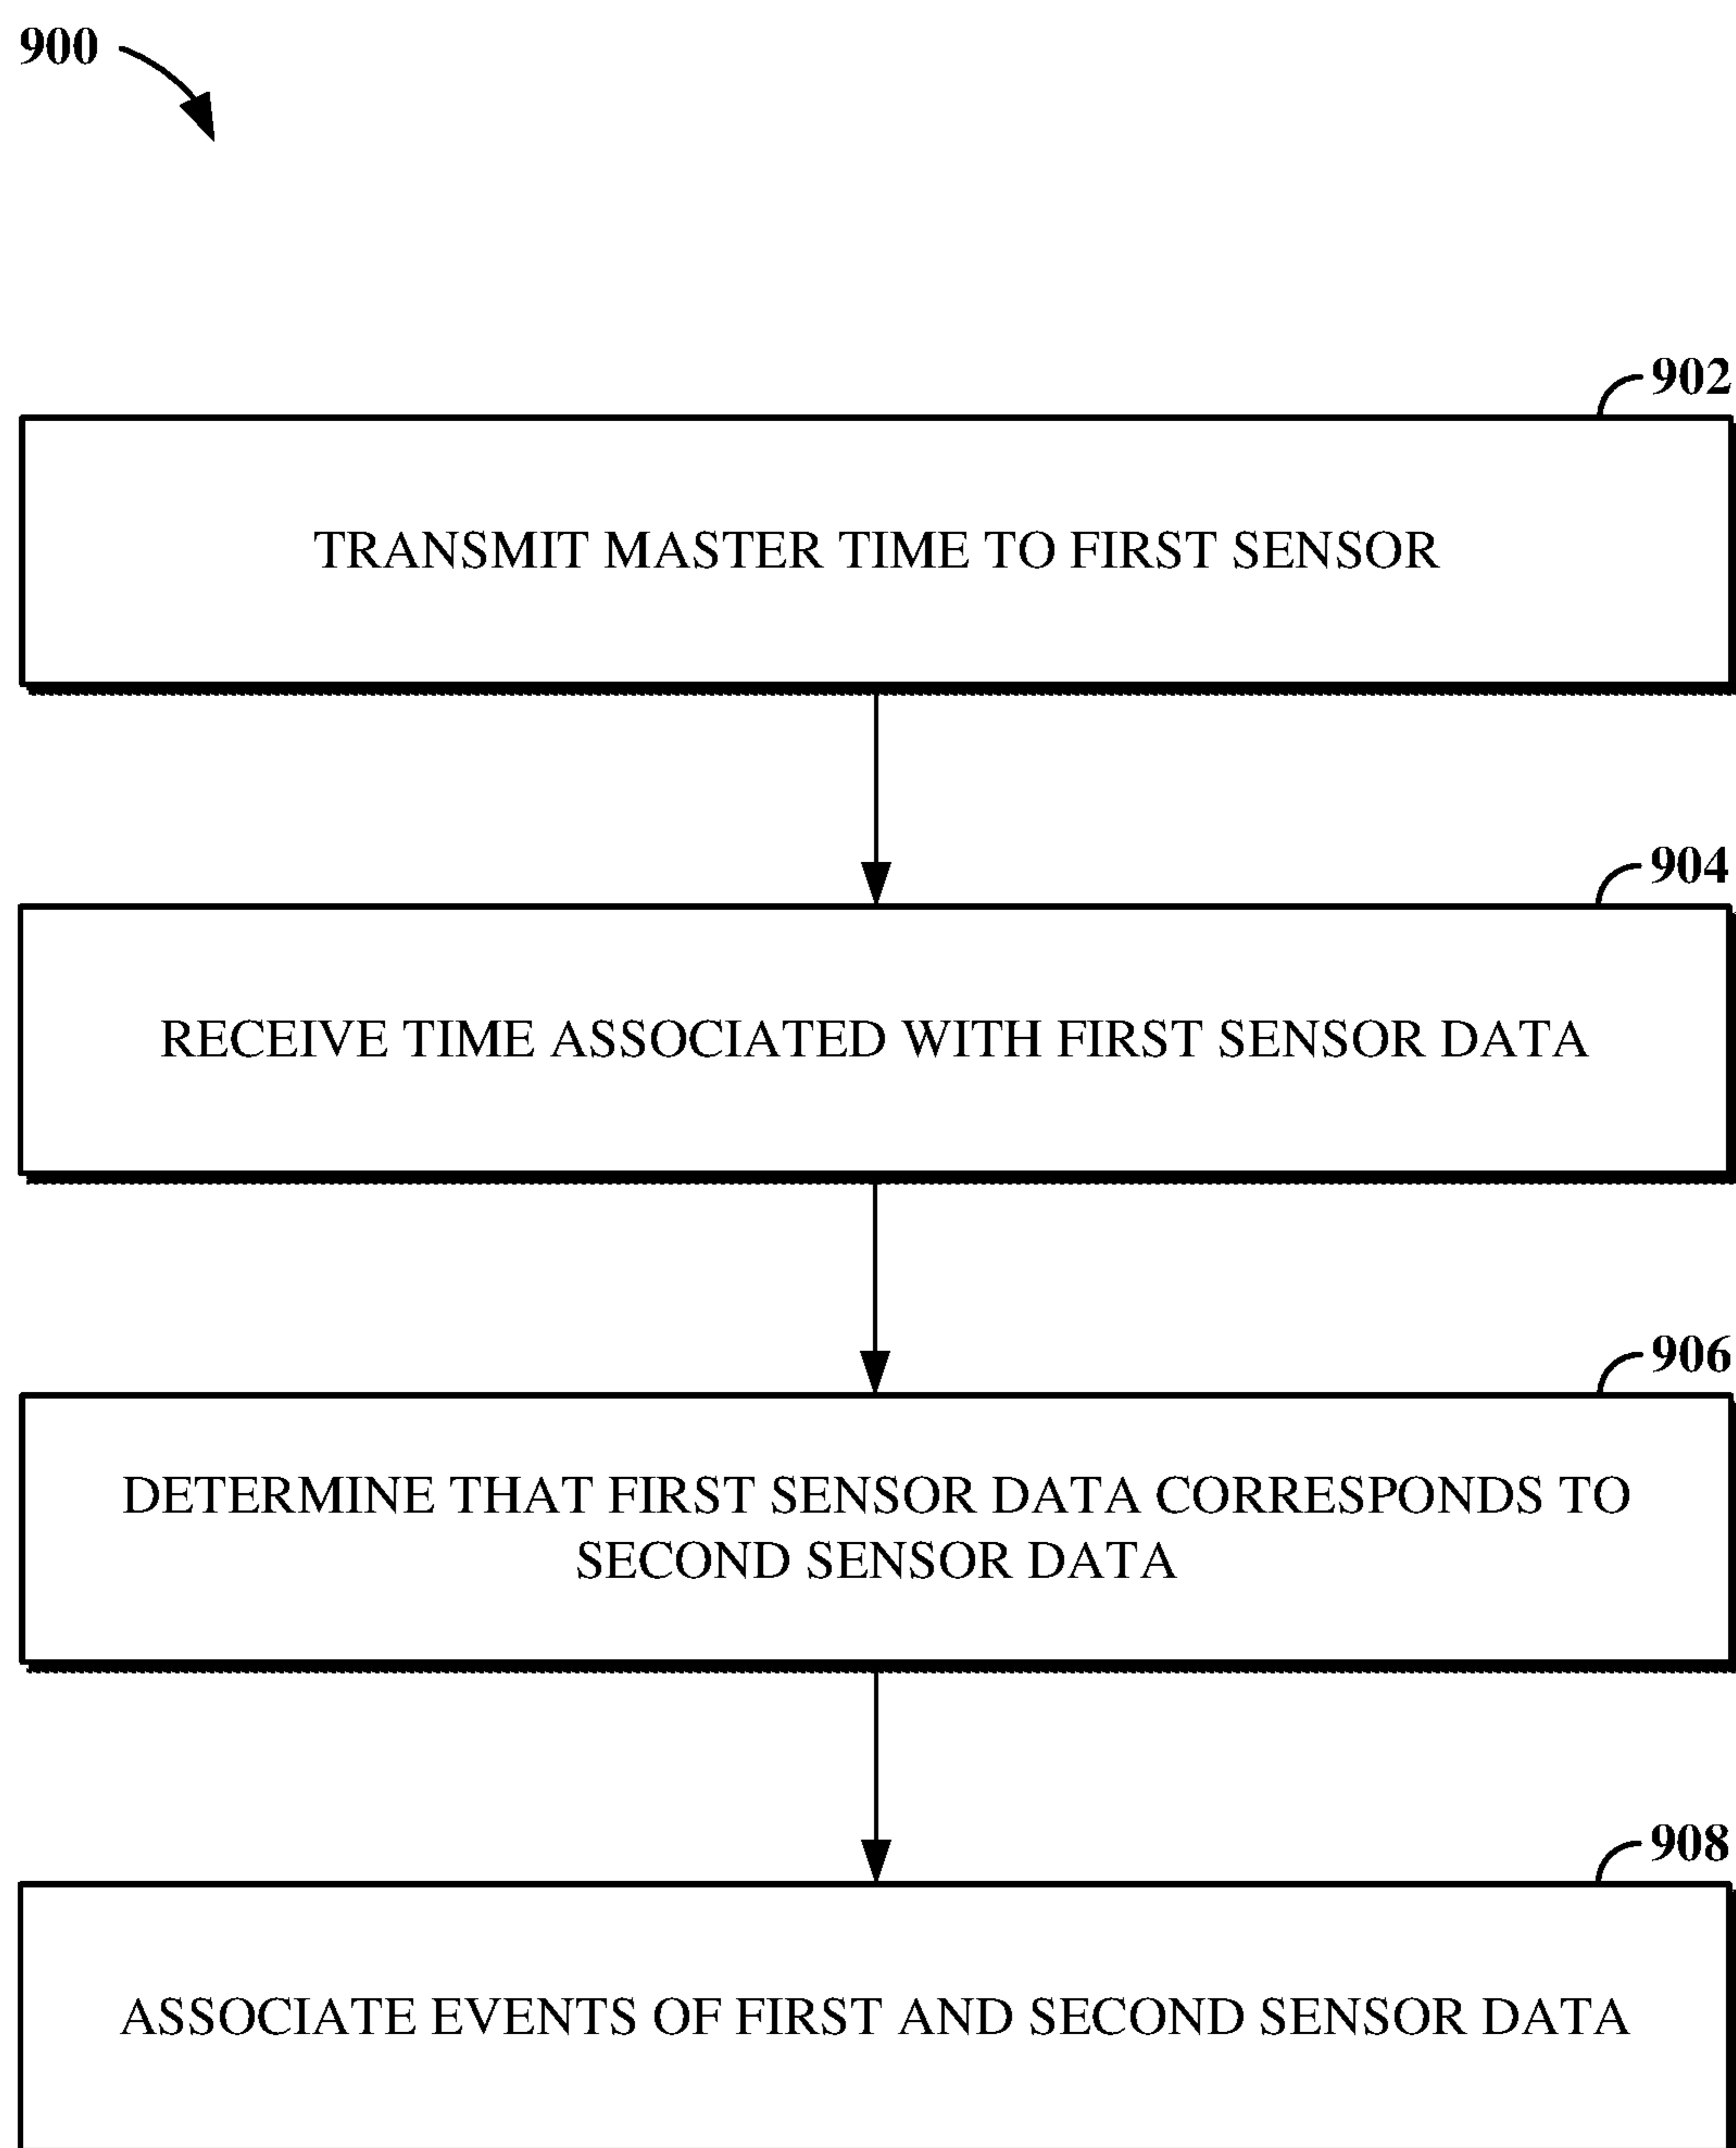 900
902
TRANSMIT MASTER TIME TO FIRST SENSOR
904
RECEIVE TIME ASSOCIATED WITH FIRST SENSOR DATA
906
DETERMINE THAT FIRST SENSOR DATA CORRESPONDS TO
SECOND SENSOR DATA
908
ASSOCIATE EVENTS OF FIRST AND SECOND SENSOR DATA